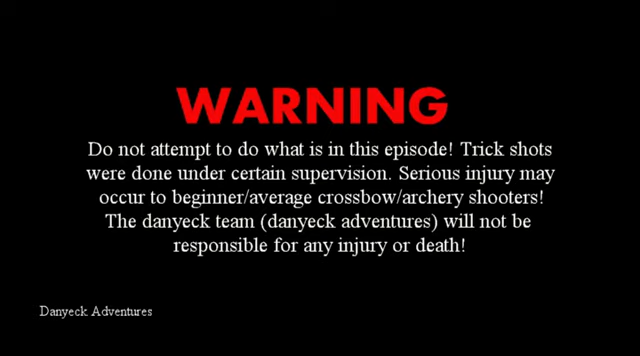 WARNING
Do not attempt to do what is in this episode! Trick shots
were done under certain supervision. Serious injury may
occur to beginner/average crossbow/archery shooters!
The danyeck team (danyeck adventures) will not be
responsible for any injury or death!
Danyeck Adventures